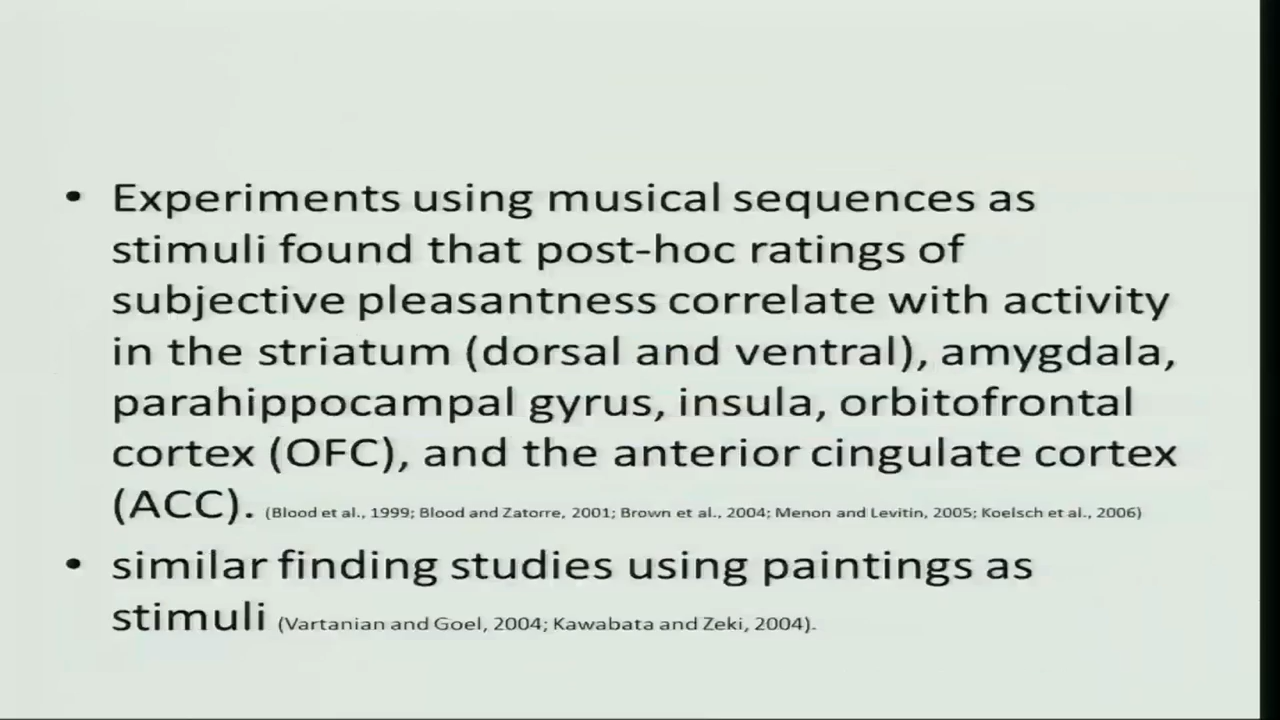 • Experiments using musical sequences as
stimuli found that post-hoc ratings of
subjective pleasantness correlate with activity
in the striatum (dorsal and ventral), amygdala,
parahippocampal gyrus, insula, orbitofrontal
cortex (OFC), and the anterior cingulate cortex
(ACC). (Blood et al., 1999; Blood and Zatorre, 2001; Brown et al., 2004; Menon and Levitin, 2005; Koelsch et al., 2006)
• similar finding studies using paintings as
stimuli (Vartanian and Goel, 2004; Kawabata and Zeki, 2004).